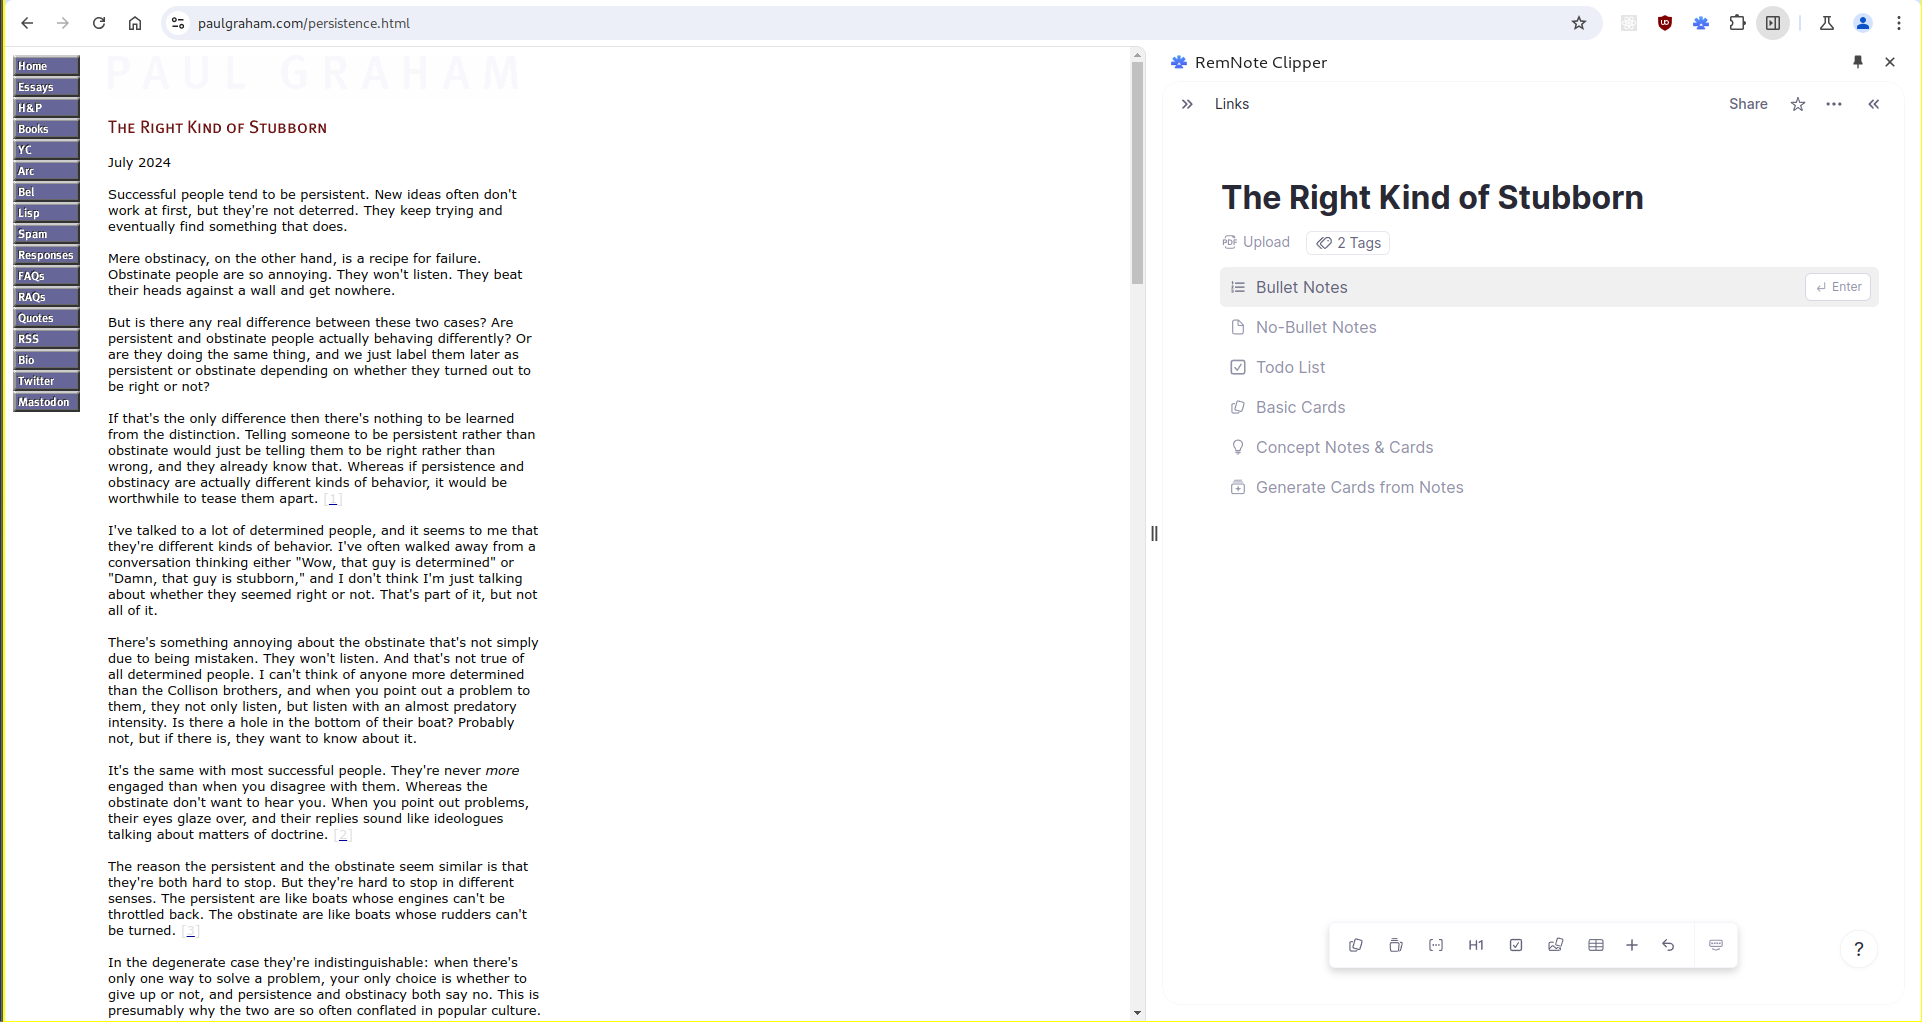 paulgraham.com/persistence.html
Home
Essays
H&P
Books
YC
Arc
Bel
Lisp
Spam
Responses
FAQs
RAQs
Quotes
RSS
Bio
Twitter
Mastodon
PAUL GRAHAM
The Right Kind of Stubborn
July 2024
Successful people tend to be persistent. New ideas often don't
work at first, but they're not deterred. They keep trying and
eventually find something that does.
Mere obstinacy, on the other hand, is a recipe for failure.
Obstinate people are so annoying. They won't listen. They beat
their heads against a wall and get nowhere.
But is there any real difference between these two cases? Are
persistent and obstinate people actually behaving differently? Or
are they doing the same thing, and we just label them later as
persistent or obstinate depending on whether they turned out to
be right or not?
If that's the only difference then there's nothing to be learned
from the distinction. Telling someone to be persistent rather than
obstinate would just be telling them to be right rather than
wrong, and they already know that. Whereas if persistence and
obstinacy are actually different kinds of behavior, it would be
worthwhile to tease them apart. [1]
I've talked to a lot of determined people, and it seems to me that
they're different kinds of behavior. I've often walked away from a
conversation thinking either "Wow, that guy is determined" or
"Damn, that guy is stubborn," and I don't think I'm just talking
about whether they seemed right or not. That's part of it, but not
all of it.
There's something annoying about the obstinate that's not simply
due to being mistaken. They won't listen. And that's not true of
all determined people. I can't think of anyone more determined
than the Collison brothers, and when you point out a problem to
them, they not only listen, but listen with an almost predatory
intensity. Is there a hole in the bottom of their boat? Probably
not, but if there is, they want to know about it.
It's the same with most successful people. They're never more
engaged than when you disagree with them. Whereas the
obstinate don't want to hear you. When you point out problems,
their eyes glaze over, and their replies sound like ideologues
talking about matters of doctrine. [2]
The reason the persistent and the obstinate seem similar is that
they're both hard to stop. But they're hard to stop in different
senses. The persistent are like boats whose engines can't be
throttled back. The obstinate are like boats whose rudders can't
be turned. [3]
In the degenerate case they're indistinguishable: when there's
only one way to solve a problem, your only choice is whether to
give up or not, and persistence and obstinacy both say no. This is
presumably why the two are so often conflated in popular culture.
RemNote Clipper
Links
Share
The Right Kind of Stubborn
PDF Upload
2 Tags
Bullet Notes
Enter
No-Bullet Notes
Todo List
Basic Cards
Concept Notes & Cards
Generate Cards from Notes
H1
?